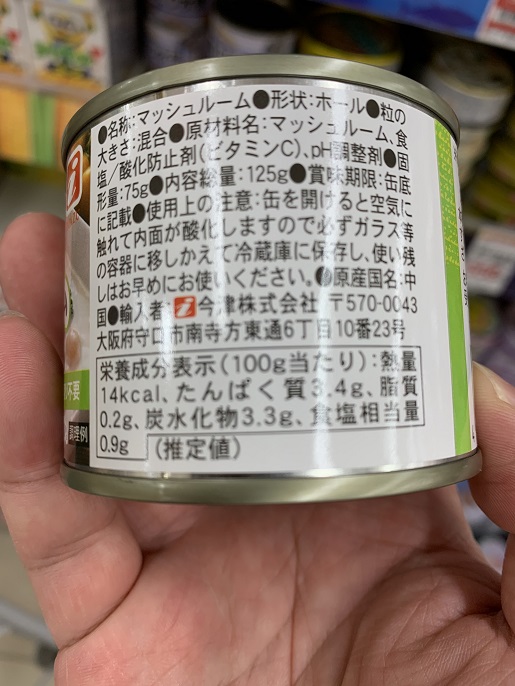 ●名称:マッシュルーム●形状:ホール●粒の
大きさ:混合●原材料名:マッシュルーム、食
塩/酸化防止剤(ビタミンC)、pH調整剤●固
形量:75g●内容総量:125g●賞味期限:缶底
に記載●使用上の注意:缶を開けると空気に
触れて内面が酸化しますので必ずガラス等
の容器に移しかえて冷蔵庫に保存し、使い残
しはお早めにお使いください。●原産国名:中
国●輸入者:今津株式会社 〒570-0043
大阪府守口市南寺方東通6丁目10番23号
栄養成分表示(100g当たり):熱量
14kcal、たんぱく質3.4g、脂質
0.2g、炭水化物3.3g、食塩相当量
0.9g (推定値)
不要
調理例